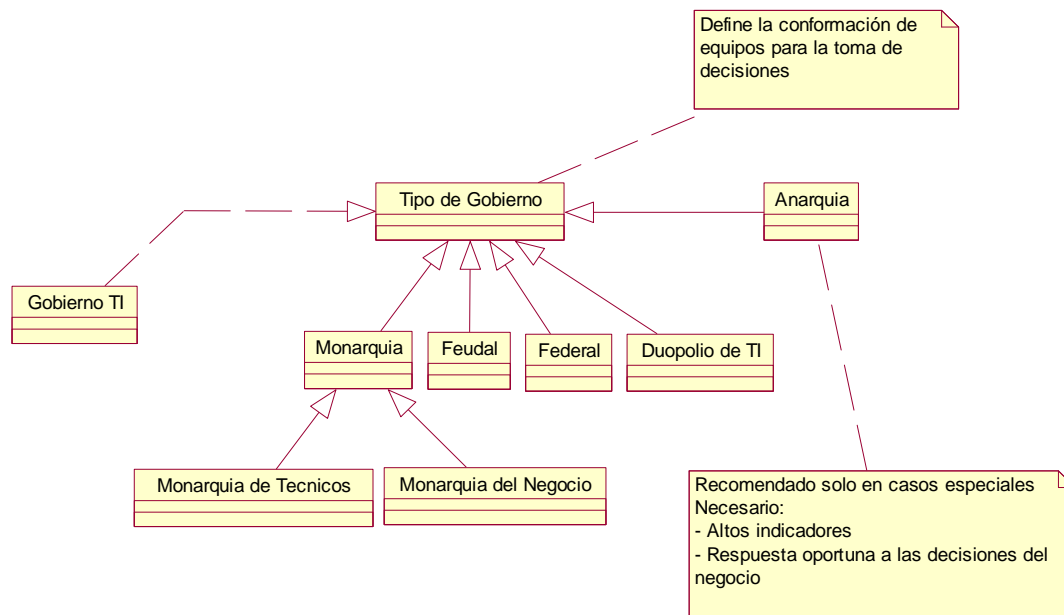 Define la conformación de
equipos para la toma de
decisiones
Tipo de Gobierno
Anarquia
Gobierno TI
Monarquia
Feudal
Federal
Duopolio de TI
Monarquia de Tecnicos
Monarquia del Negocio
Recomendado solo en casos especiales
Necesario:
- Altos indicadores
- Respuesta oportuna a las decisiones del
negocio